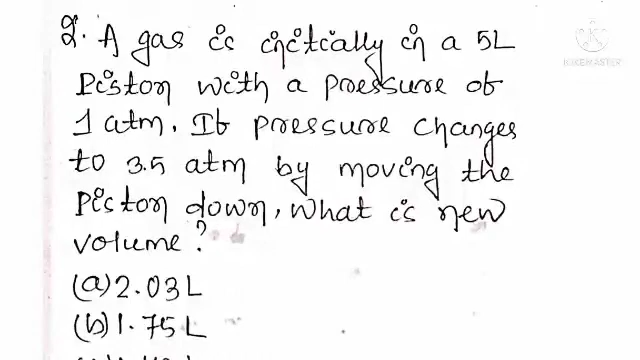 Q. A gas is initially in a 5L
Piston with a pressure of
1 atm. If pressure changes
to 3.5 atm by moving the
Piston down, what is new
volume?
(a) 2.03L
(b) 1.75L
KINEMASTER